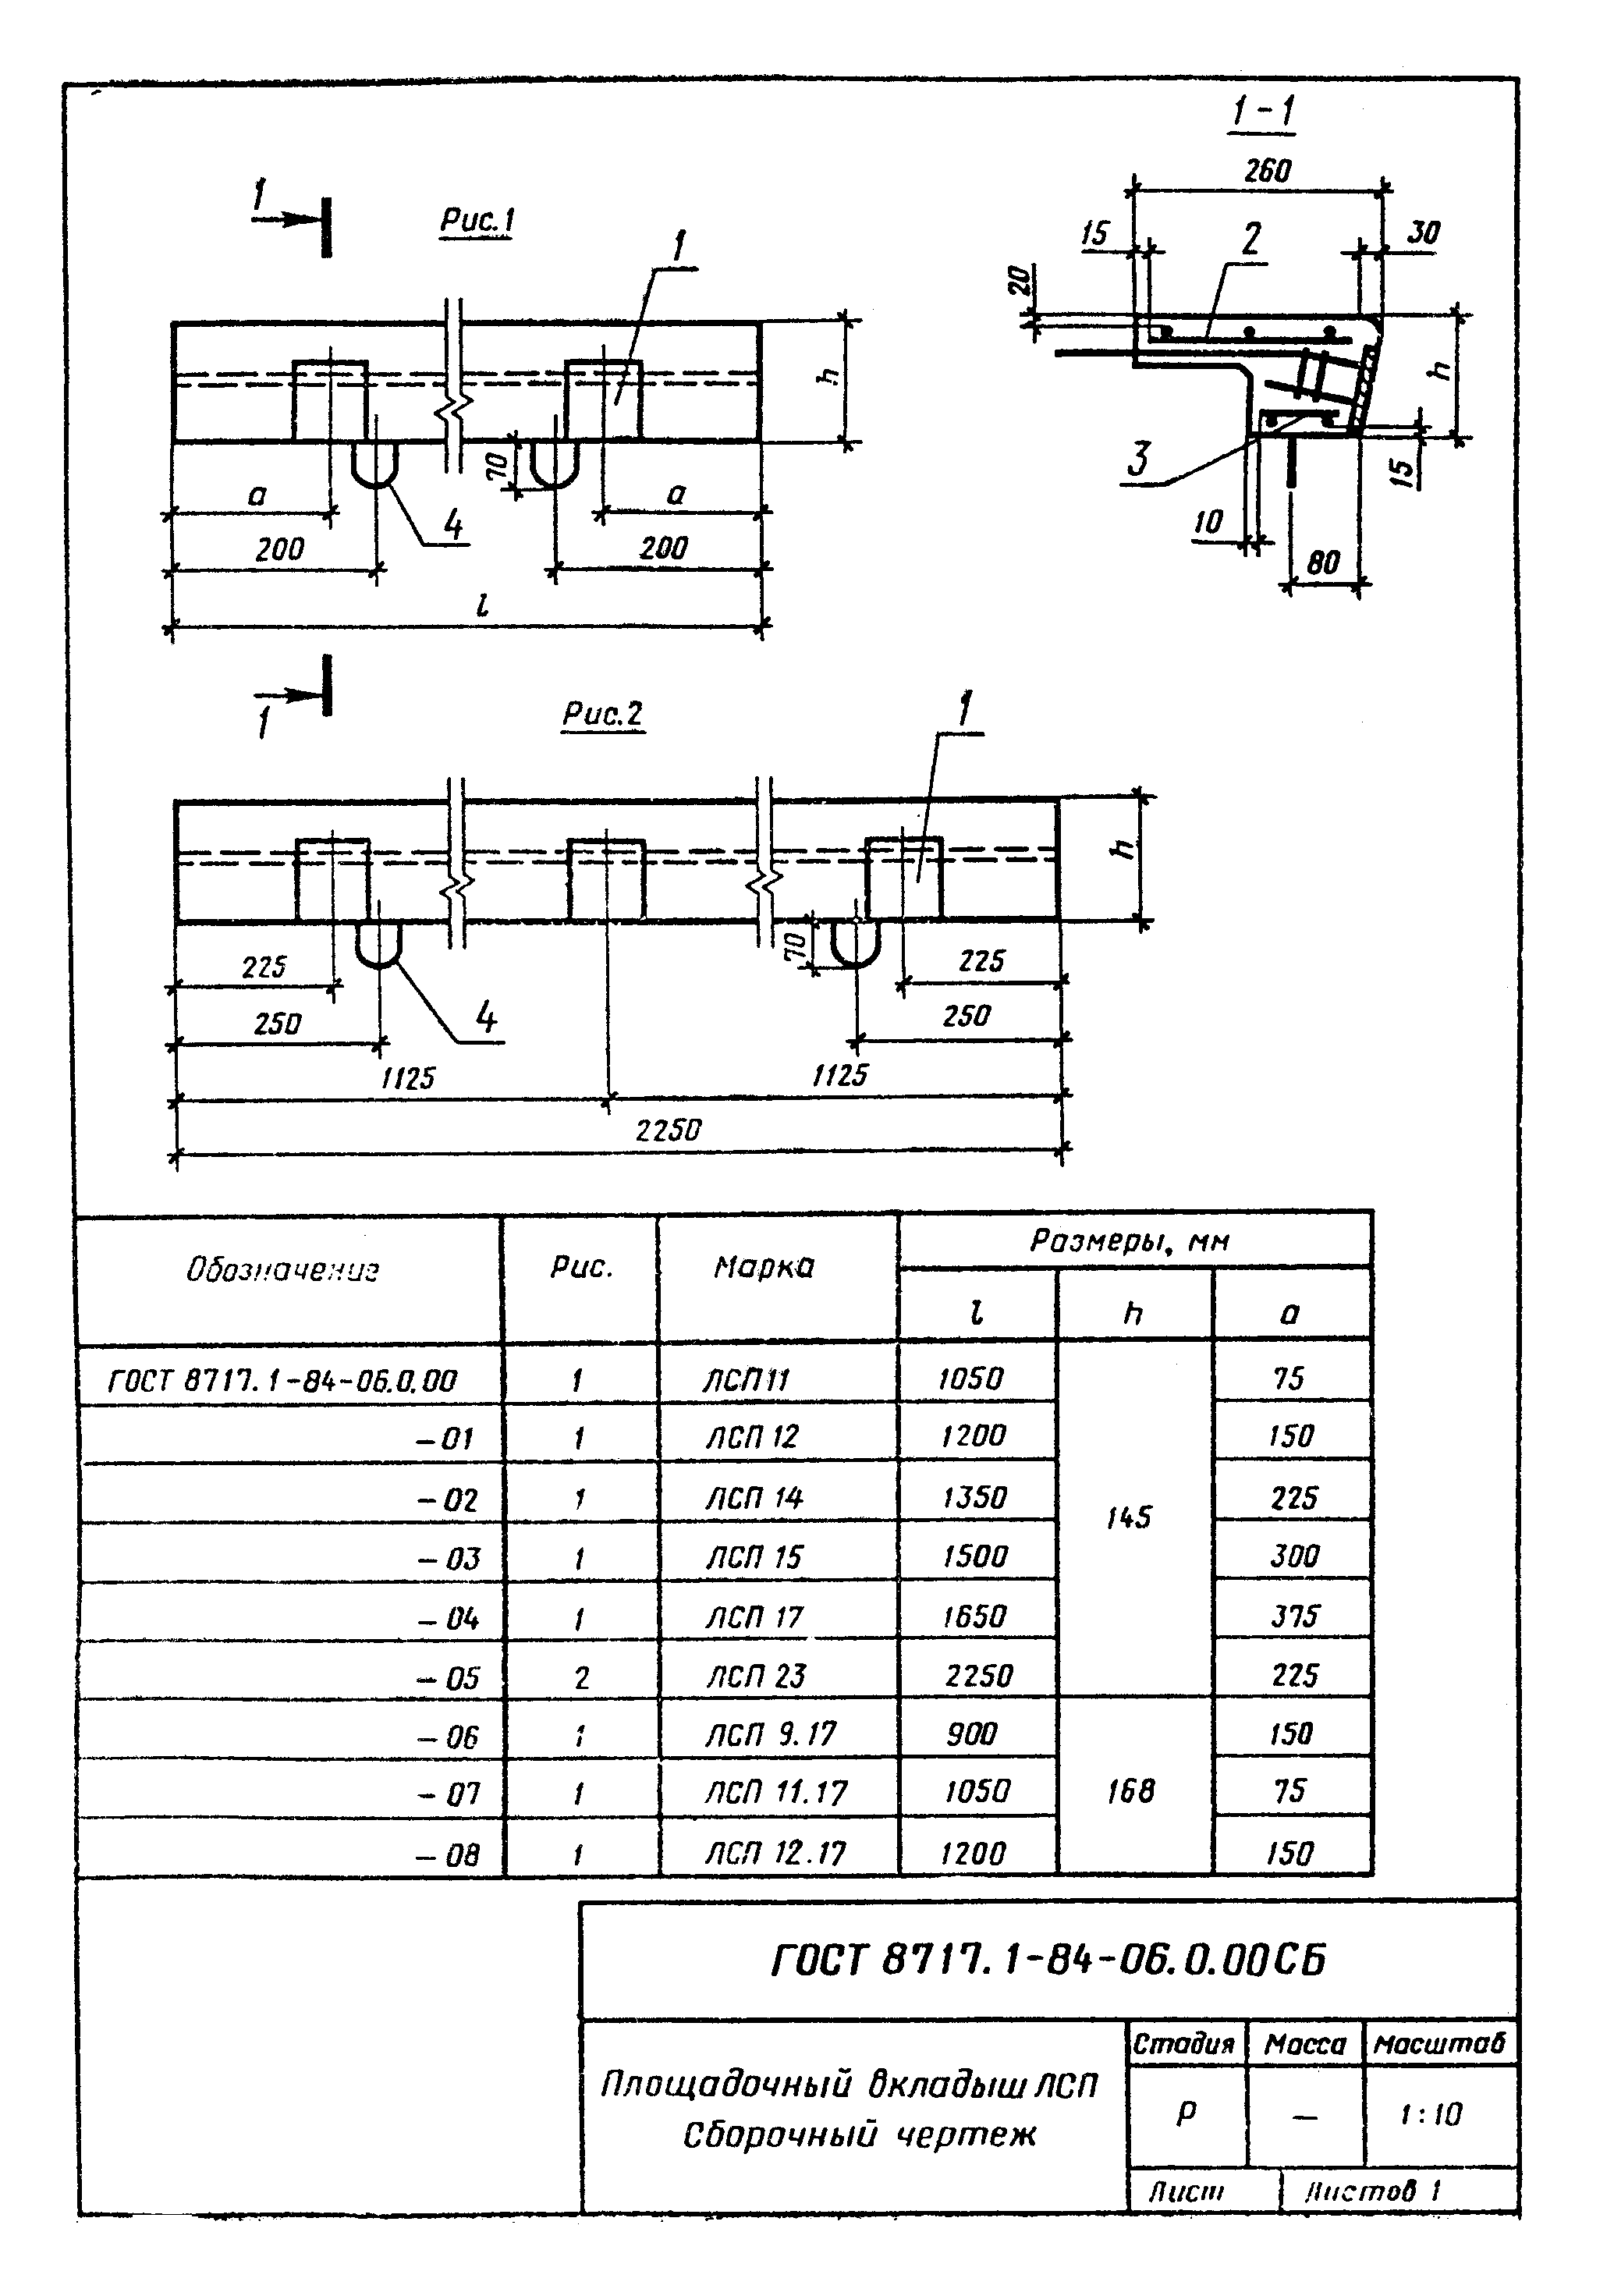 1
Рис.1
1
h
70
a
4
a
200
200
l
1
1-1
260
15
2
30
20
h
3
15
10
80
Рис.2
1
h
70
225
225
250
4
250
1125
1125
2250
Обозначение Рис. Марка Размеры, мм
l h a
ГОСТ 8717.1-84-06.0.00 1 ЛСП 11 1050 75
-01 1 ЛСП 12 1200 150
-02 1 ЛСП 14 1350 225
145
-03 1 ЛСП 15 1500 300
-04 1 ЛСП 17 1650 375
-05 2 ЛСП 23 2250 225
-06 1 ЛСП 9.17 900 150
-07 1 ЛСП 11.17 1050 168 75
-08 1 ЛСП 12.17 1200 150
ГОСТ 8717.1-84-06.0.00СБ
Площадочный вкладыш ЛСП
Сборочный чертеж
Стадия Масса Масштаб
Р — 1:10
Лист Листов 1